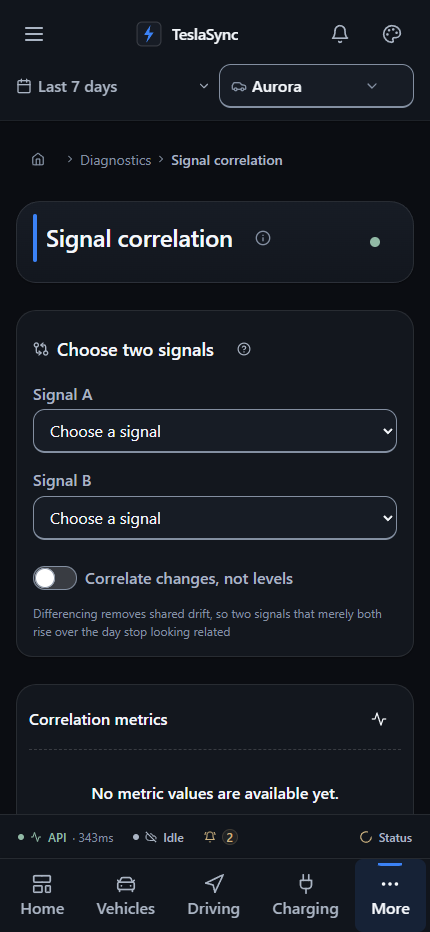 TeslaSync
Last 7 days
Aurora
Diagnostics
Signal correlation
Signal correlation
Choose two signals
Signal A
Choose a signal
Signal B
Choose a signal
Correlate changes, not levels
Differencing removes shared drift, so two signals that merely both
rise over the day stop looking related
Correlation metrics
No metric values are available yet.
API · 343ms
Idle
2
Status
Home
Vehicles
Driving
Charging
More